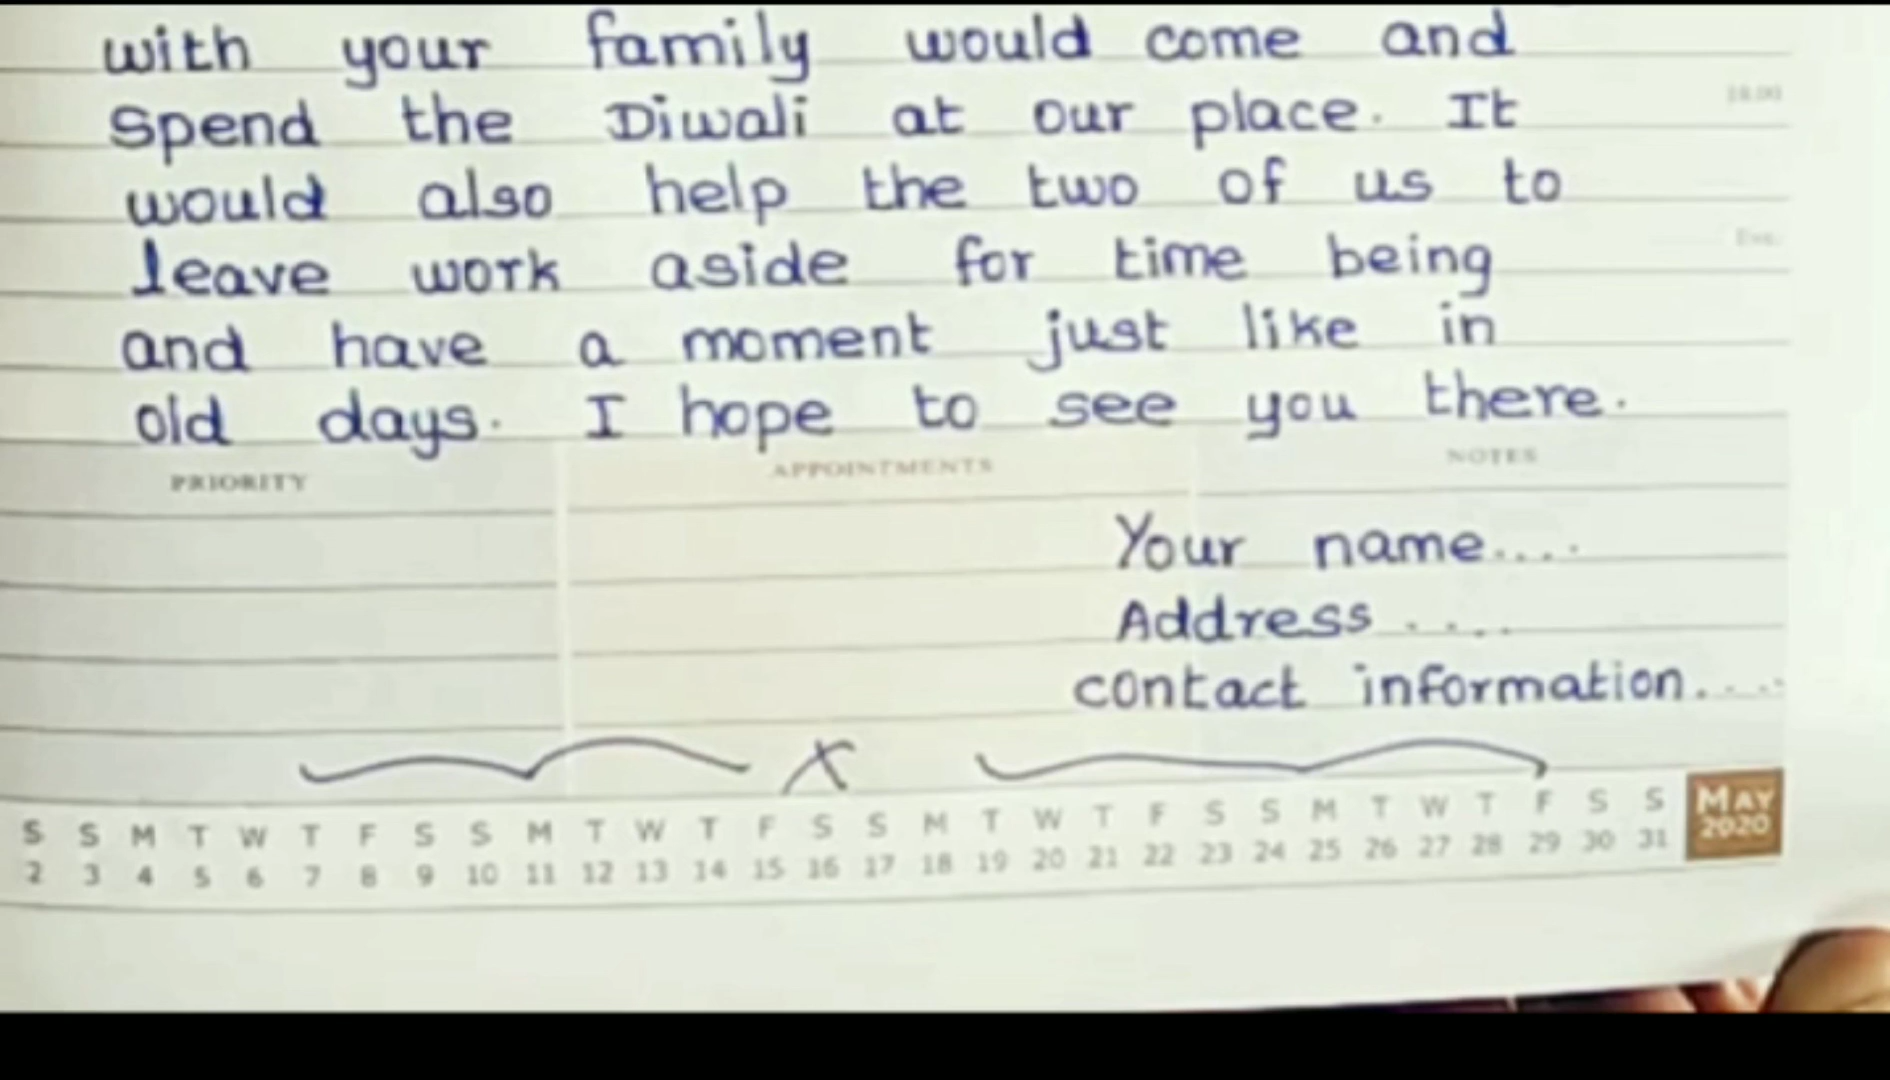 with your family would come and
Spend the Diwali at our place. It
18.00
would also help the two of us to
Eve.
leave work aside for time being
and have a moment just like in
old days. I hope to see you there.
PRIORITY APPOINTMENTS NOTES
Your name....
Address ....
contact information....
X
S S M T W T F S S M T W T F S S M T W T F S S M T W T F S S
2 3 4 5 6 7 8 9 10 11 12 13 14 15 16 17 18 19 20 21 22 23 24 25 26 27 28 29 30 31
MAY
2020